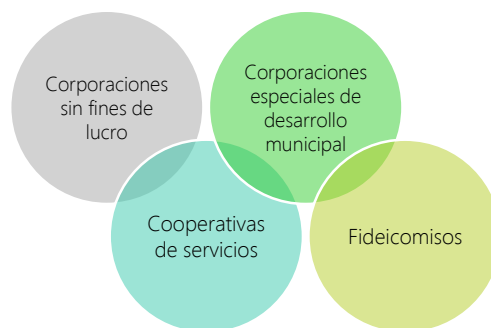 Corporaciones
sin fines de
lucro
Corporaciones
especiales de
desarrollo
municipal
Cooperativas
de servicios
Fideicomisos